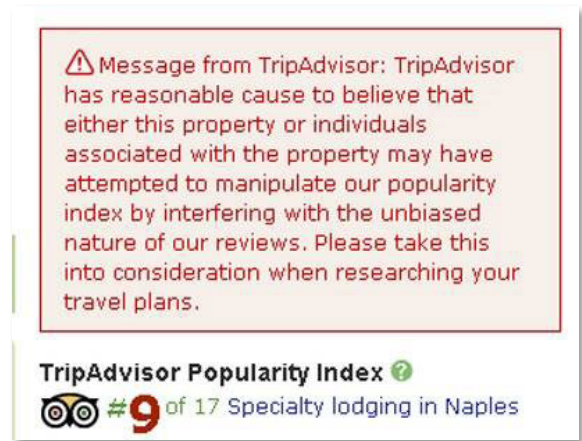 Message from TripAdvisor: TripAdvisor
has reasonable cause to believe that
either this property or individuals
associated with the property may have
attempted to manipulate our popularity
index by interfering with the unbiased
nature of our reviews. Please take this
into consideration when researching your
travel plans.
TripAdvisor Popularity Index ?
#9 of 17 Specialty lodging in Naples